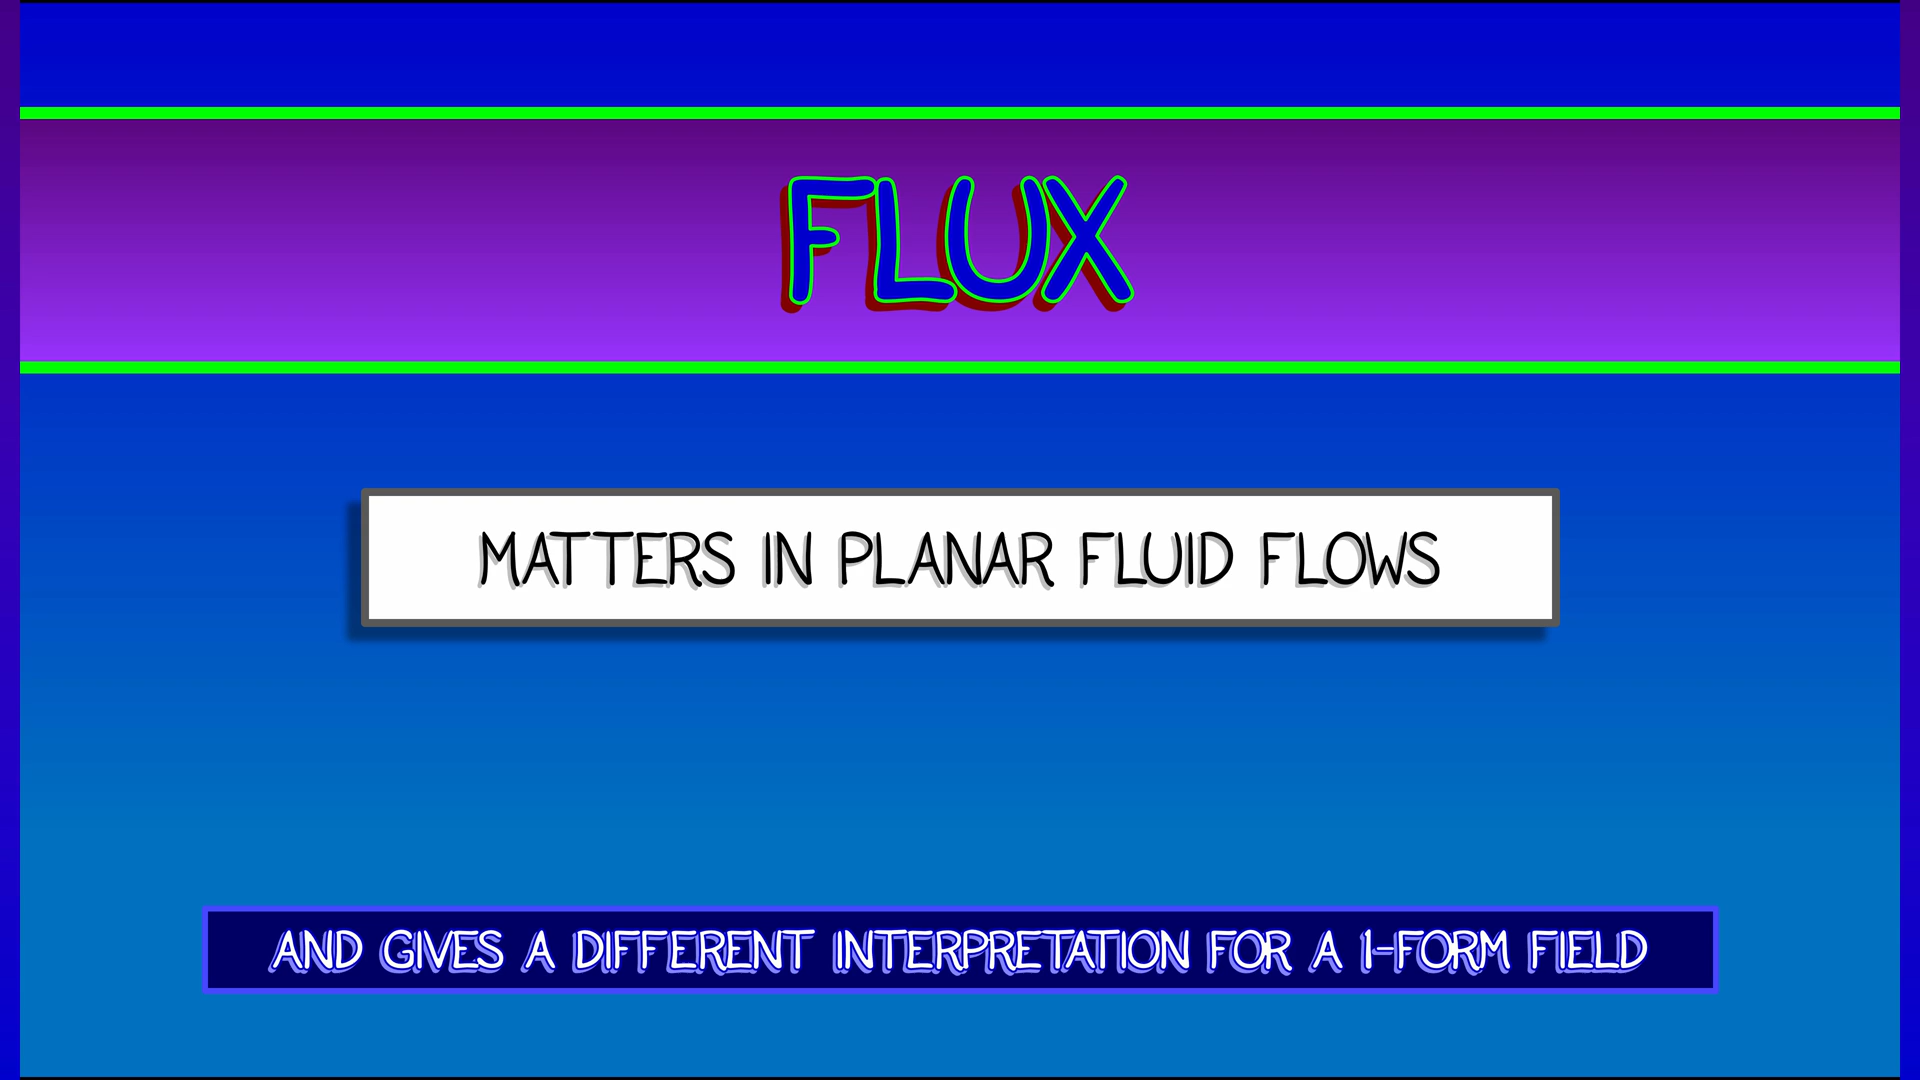 FLUX
MATTERS IN PLANAR FLUID FLOWS
AND GIVES A DIFFERENT INTERPRETATION FOR A 1-FORM FIELD